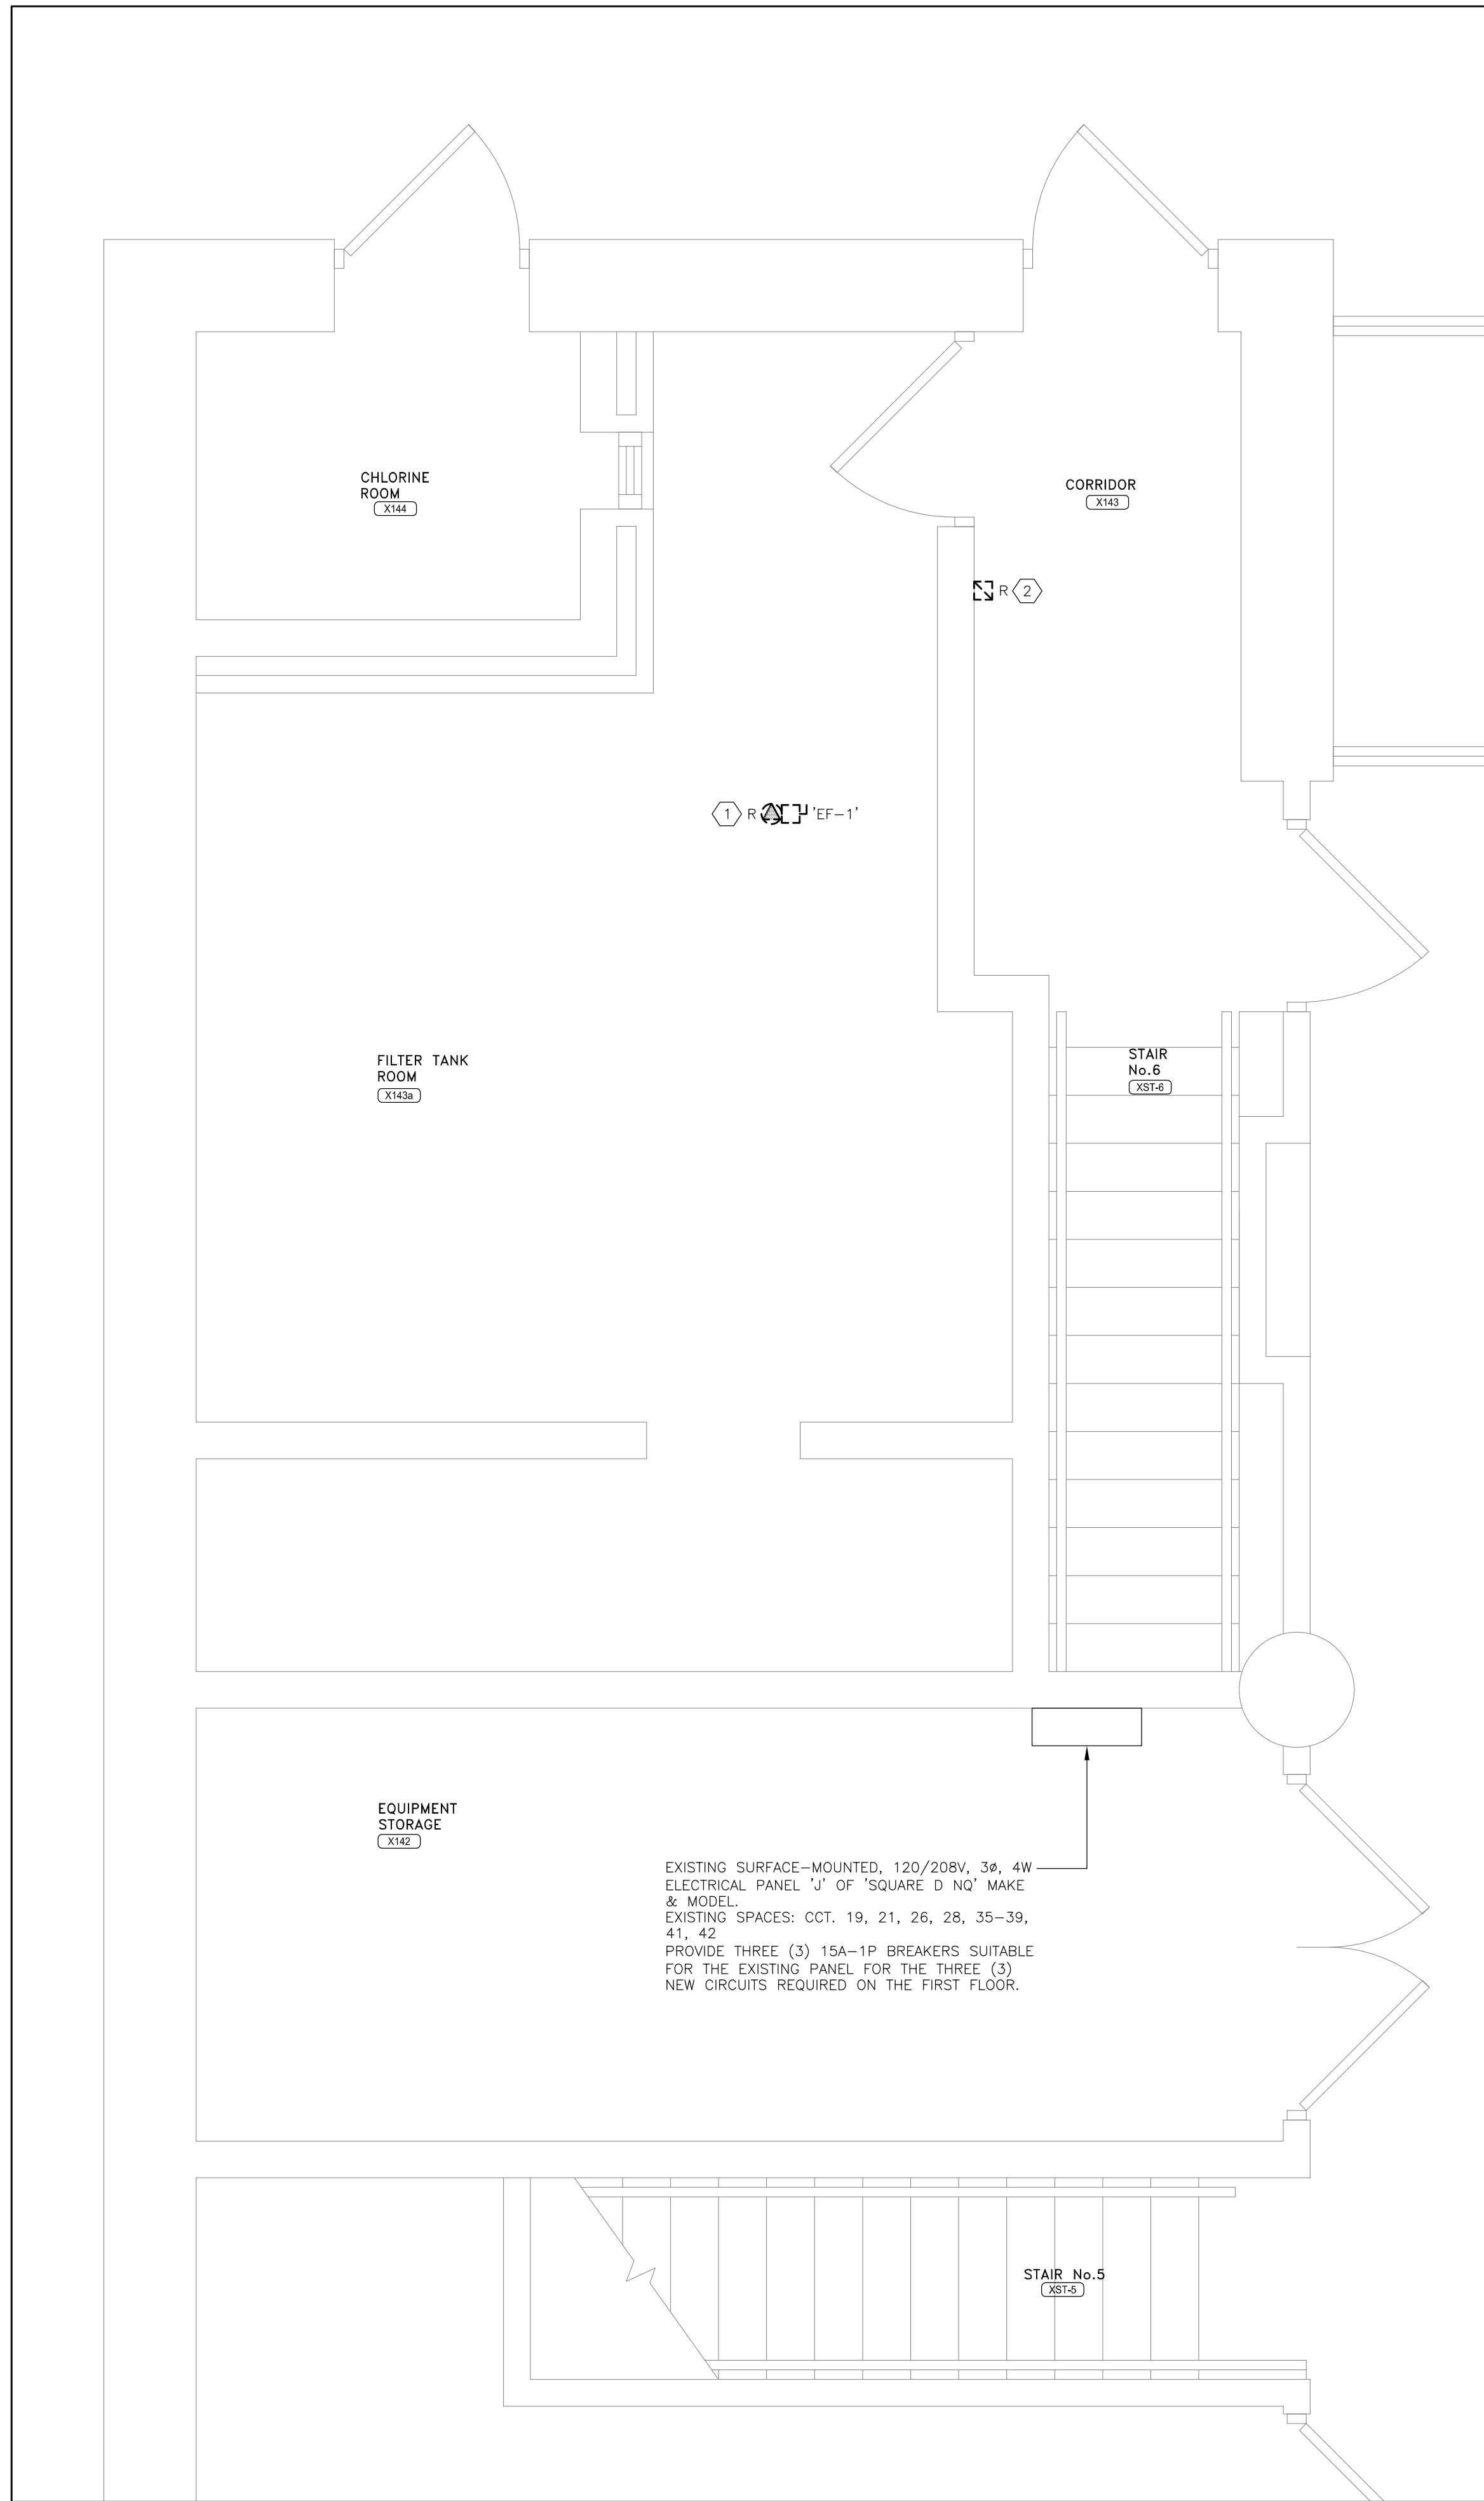 CHLORINE
ROOM
X144
CORRIDOR
X143
R 2
1 R 'EF-1'
FILTER TANK
ROOM
X143a
STAIR
No.6
XST-6
EQUIPMENT
STORAGE
X142
EXISTING SURFACE-MOUNTED, 120/208V, 3ø, 4W
ELECTRICAL PANEL 'J' OF 'SQUARE D NQ' MAKE
& MODEL.
EXISTING SPACES: CCT. 19, 21, 26, 28, 35-39,
41, 42
PROVIDE THREE (3) 15A-1P BREAKERS SUITABLE
FOR THE EXISTING PANEL FOR THE THREE (3)
NEW CIRCUITS REQUIRED ON THE FIRST FLOOR.
STAIR No.5
XST-5